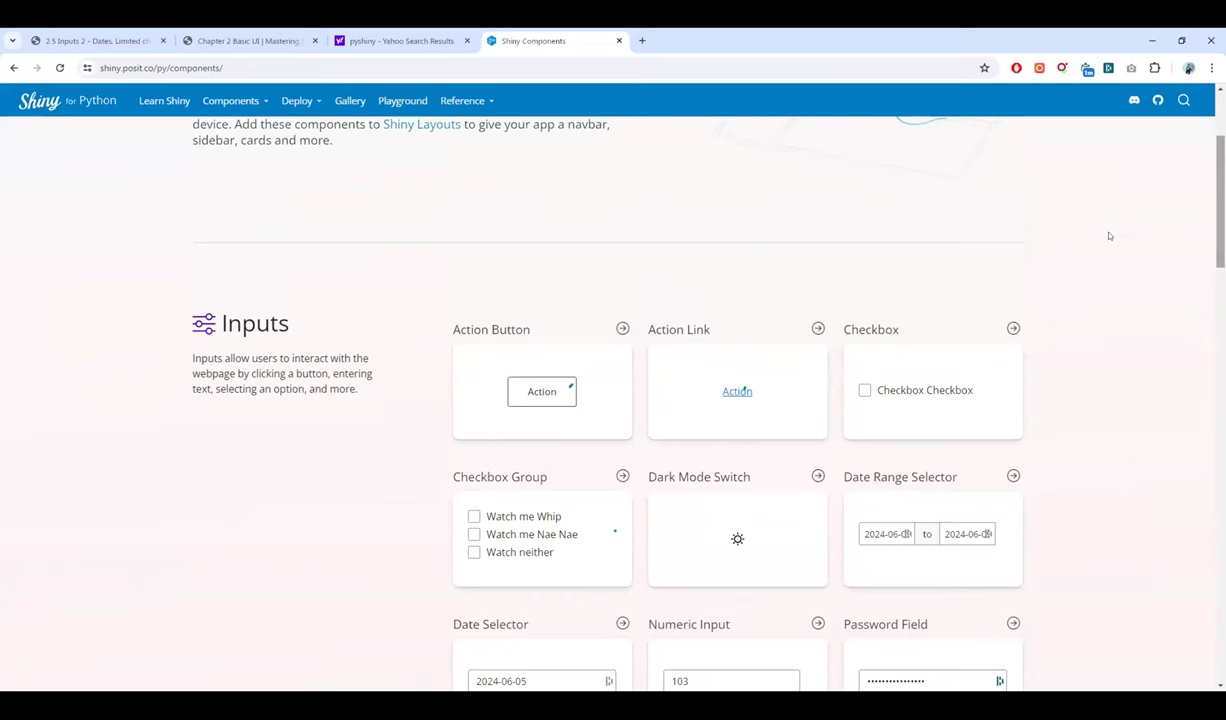 2.5 Inputs 2 - Dates. Limited ch
Chapter 2 Basic UI | Mastering
pyshiny - Yahoo Search Results
Shiny Components
shiny.posit.co/py/components/
1m
Shiny for Python
Learn Shiny
Components
Deploy
Gallery
Playground
Reference
device. Add these components to Shiny Layouts to give your app a navbar,
sidebar, cards and more.
Inputs
Inputs allow users to interact with the
webpage by clicking a button, entering
text, selecting an option, and more.
Action Button
Action Link
Checkbox
Action
Action
Checkbox Checkbox
Checkbox Group
Dark Mode Switch
Date Range Selector
Watch me Whip
Watch me Nae Nae
Watch neither
to
Date Selector
Numeric Input
Password Field
2024-06-05
103